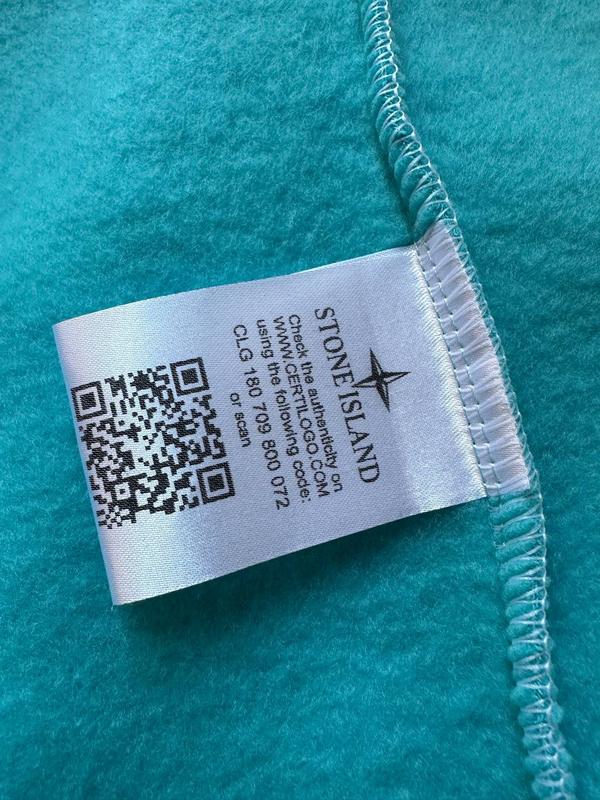 STONE ISLAND
Check the authenticity on
WWW.CERTILOGO.COM
using the following code:
CLG 180 709 800 072
or scan